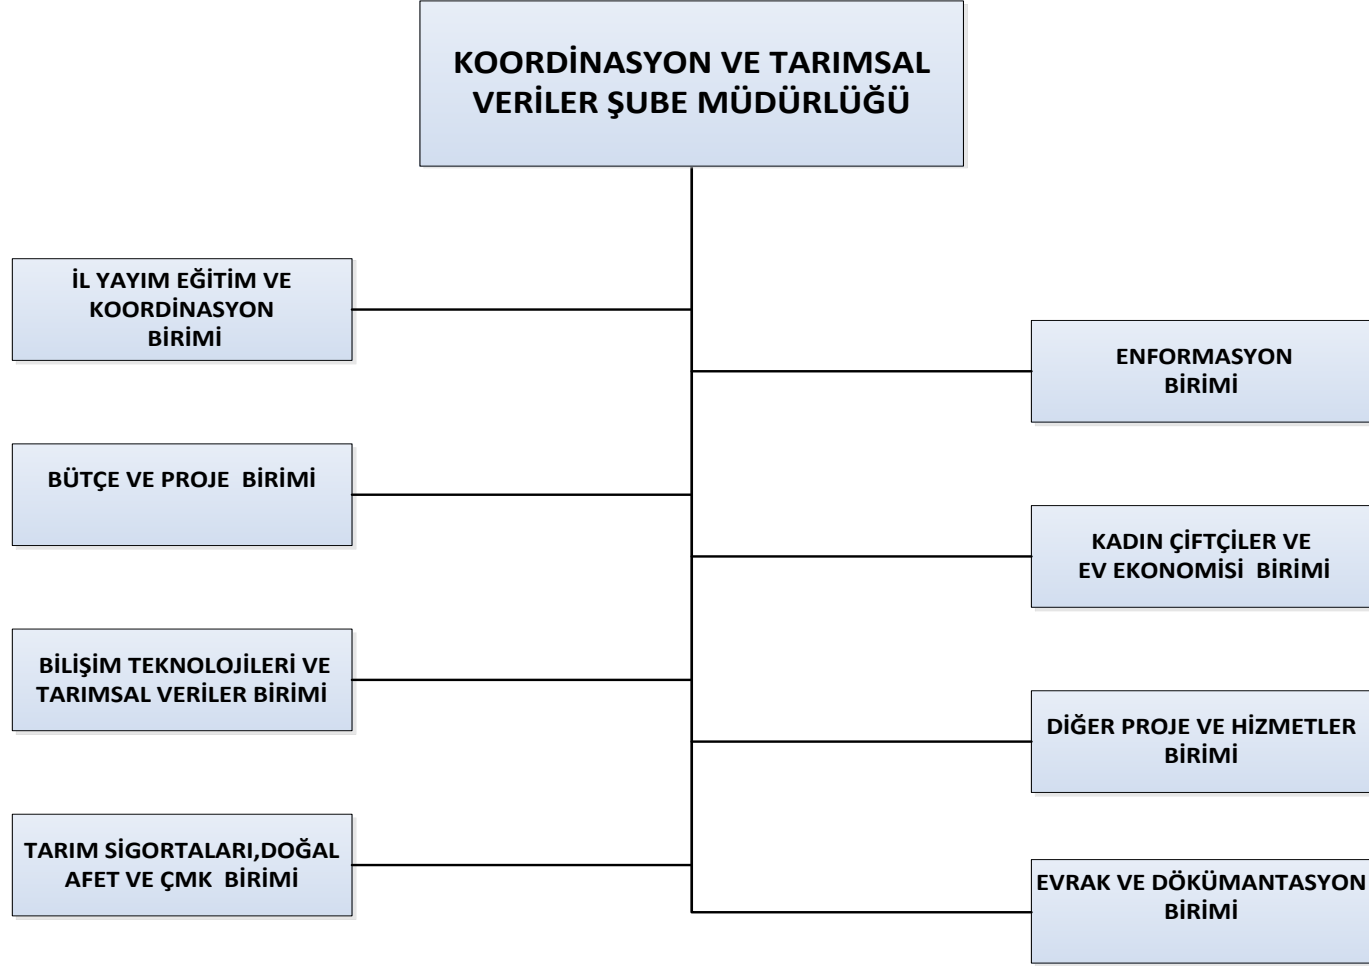 KOORDİNASYON VE TARIMSAL
VERİLER ŞUBE MÜDÜRLÜĞÜ
İL YAYIM EĞİTİM VE
KOORDİNASYON
BİRİMİ
ENFORMASYON
BİRİMİ
BÜTÇE VE PROJE  BİRİMİ
KADIN ÇİFTÇİLER VE
EV EKONOMİSİ  BİRİMİ
BİLİŞİM TEKNOLOJİLERİ VE
TARIMSAL VERİLER BİRİMİ
DİĞER PROJE VE HİZMETLER
BİRİMİ
TARIM SİGORTALARI,DOĞAL
AFET VE ÇMK  BİRİMİ
EVRAK VE DÖKÜMANTASYON
BİRİMİ